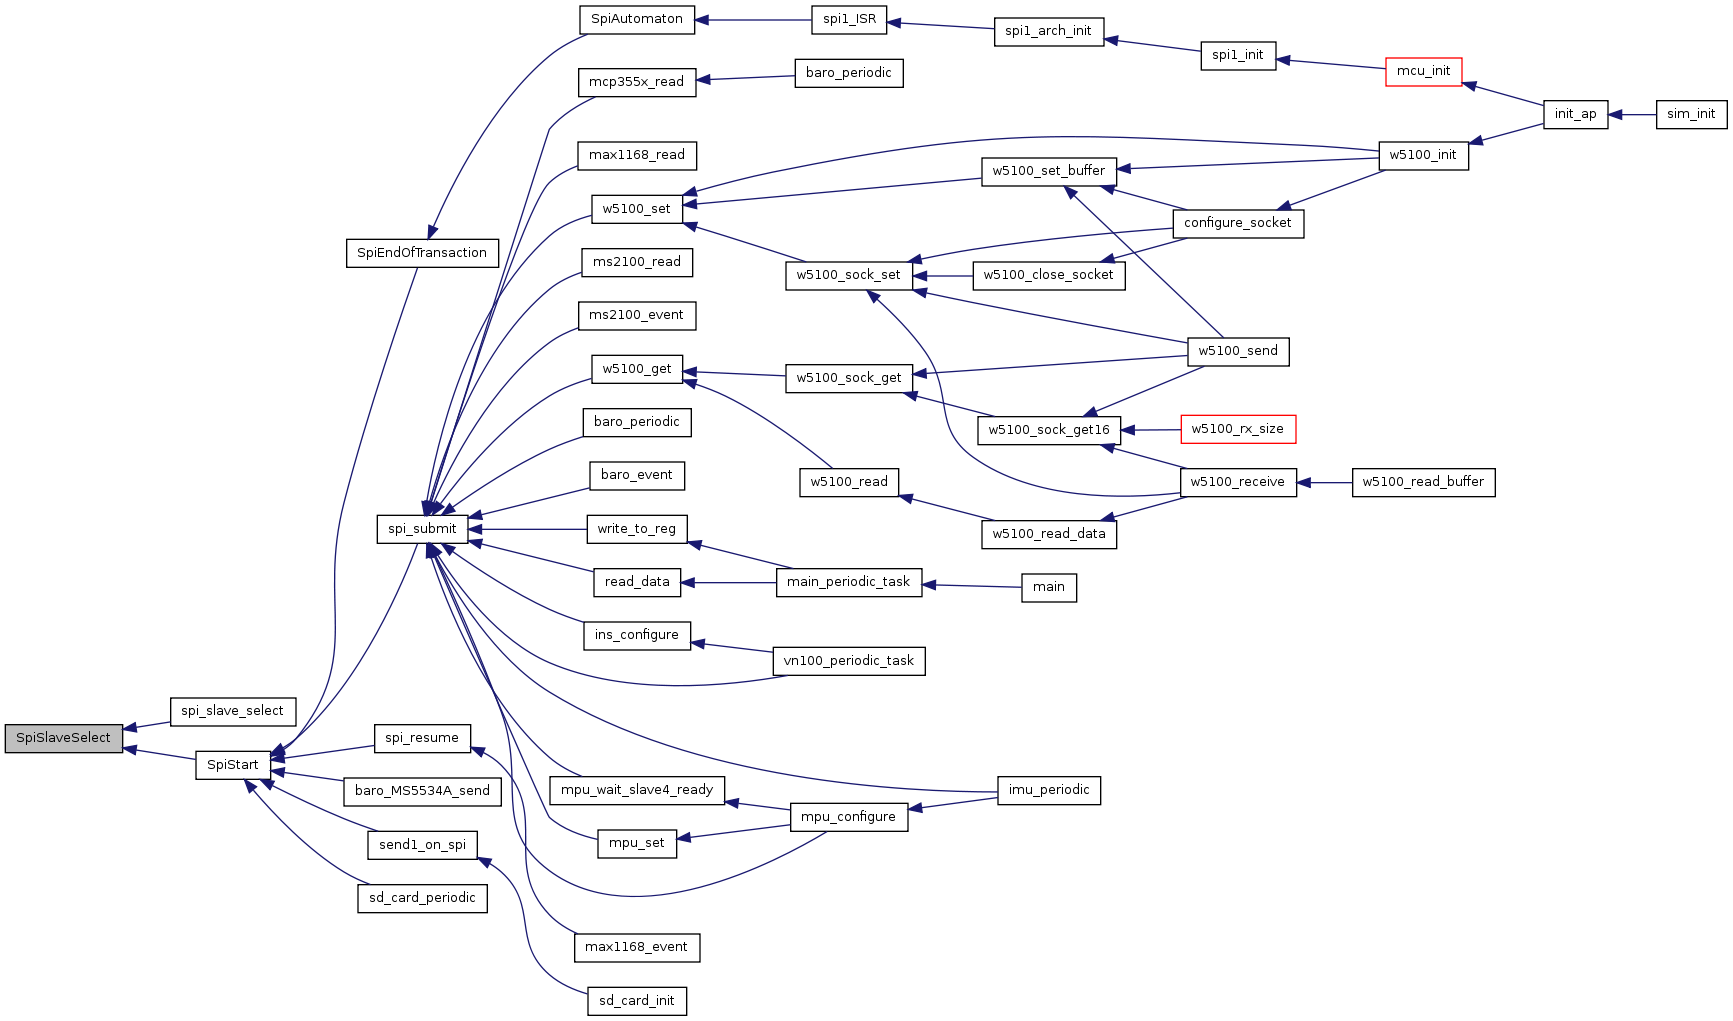 SpiAutomaton
spi1_ISR
spi1_arch_init
spi1_init
mcu_init
mcp355x_read
baro_periodic
init_ap
sim_init
max1168_read
w5100_init
w5100_set_buffer
w5100_set
configure_socket
SpiEndOfTransaction
ms2100_read
w5100_sock_set
w5100_close_socket
ms2100_event
w5100_send
w5100_get
w5100_sock_get
baro_periodic
w5100_sock_get16
w5100_rx_size
baro_event
w5100_read
w5100_receive
w5100_read_buffer
spi_submit
write_to_reg
w5100_read_data
read_data
main_periodic_task
main
ins_configure
vn100_periodic_task
spi_slave_select
SpiSlaveSelect
spi_resume
SpiStart
baro_MS5534A_send
mpu_wait_slave4_ready
imu_periodic
mpu_configure
send1_on_spi
mpu_set
sd_card_periodic
max1168_event
sd_card_init